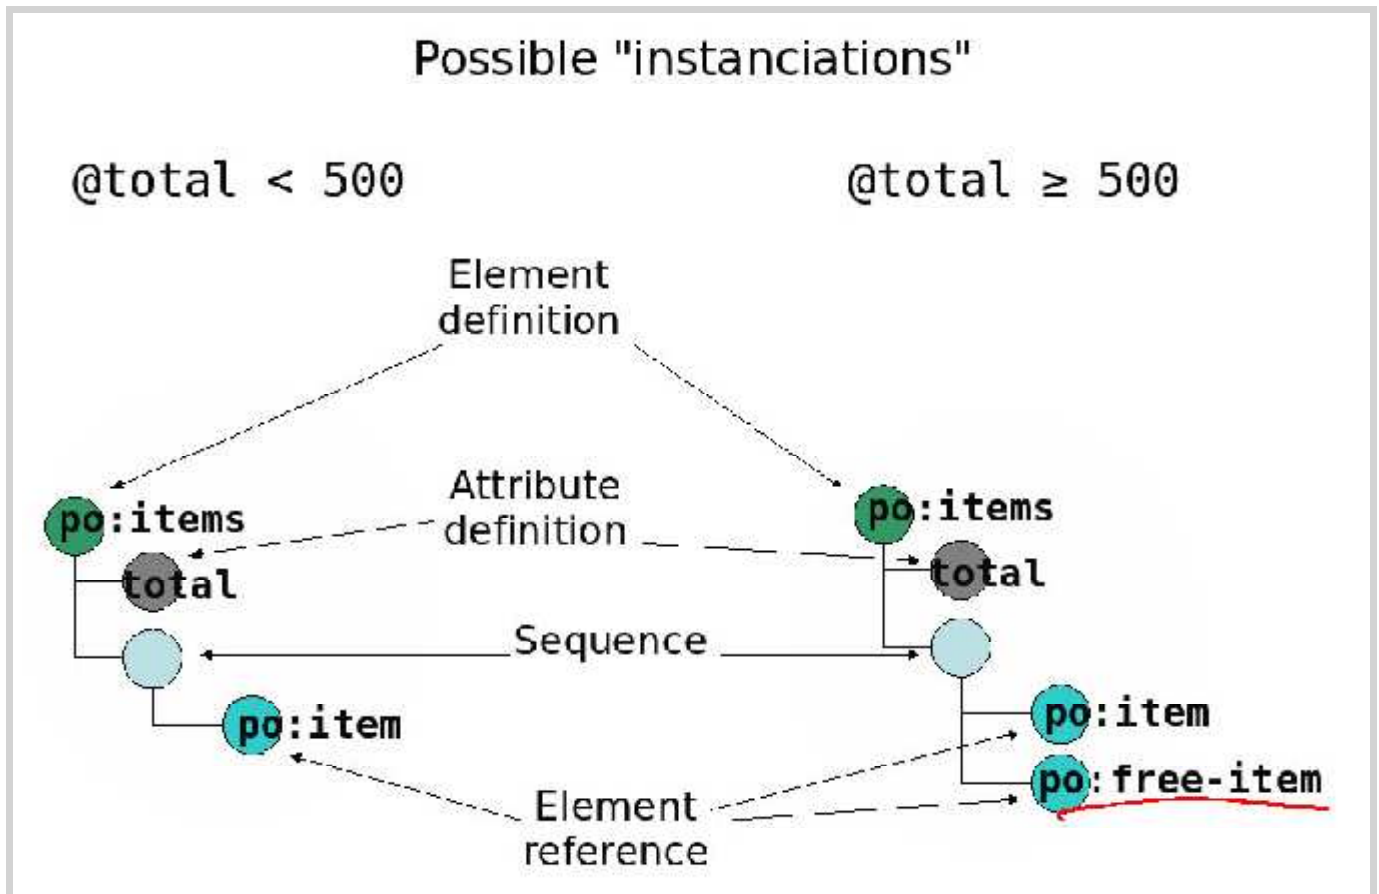 Possible "instanciations"
@total < 500
@total ≥ 500
Element
definition
Attribute
definition
po:items
total
po:items
total
Sequence
po:item
po:item
po:free-item
Element
reference